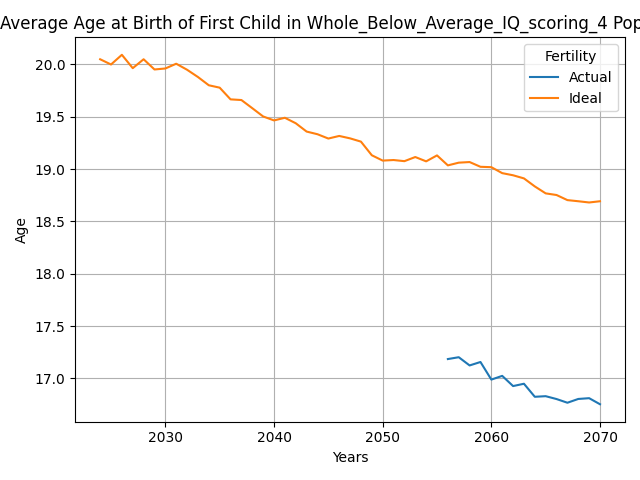 Average Age at Birth of First Child in Whole_Below_Average_IQ_scoring_4 Pop
Fertility
Actual
Ideal
20.0
19.5
19.0
18.5
18.0
17.5
17.0
Age
2030 2040 2050 2060 2070
Years